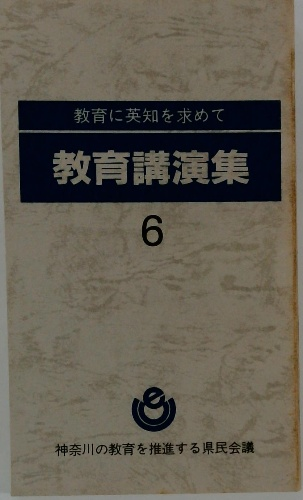 教育に英知を求めて
教育講演集
6
e
神奈川の教育を推進する県民会議